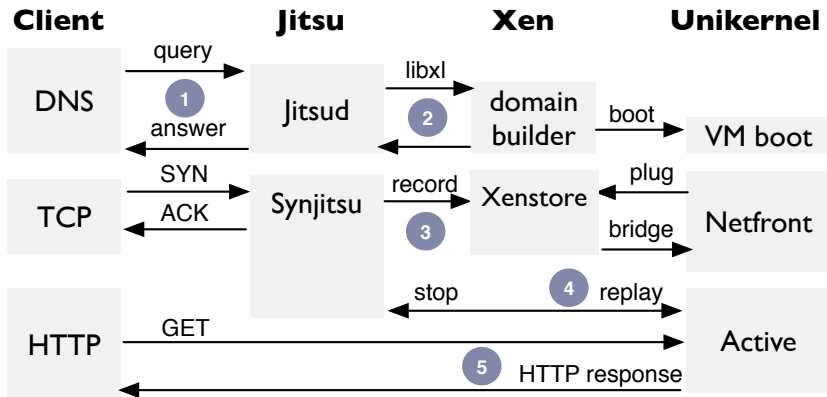 Client Jitsu Xen Unikernel
query
DNS
1
answer
Jitsud
libxl
2
domain
builder
boot
VM boot
TCP
SYN
ACK
Synjitsu
record
3
Xenstore
plug
bridge
Netfront
stop
4
replay
HTTP
GET
5
HTTP response
Active